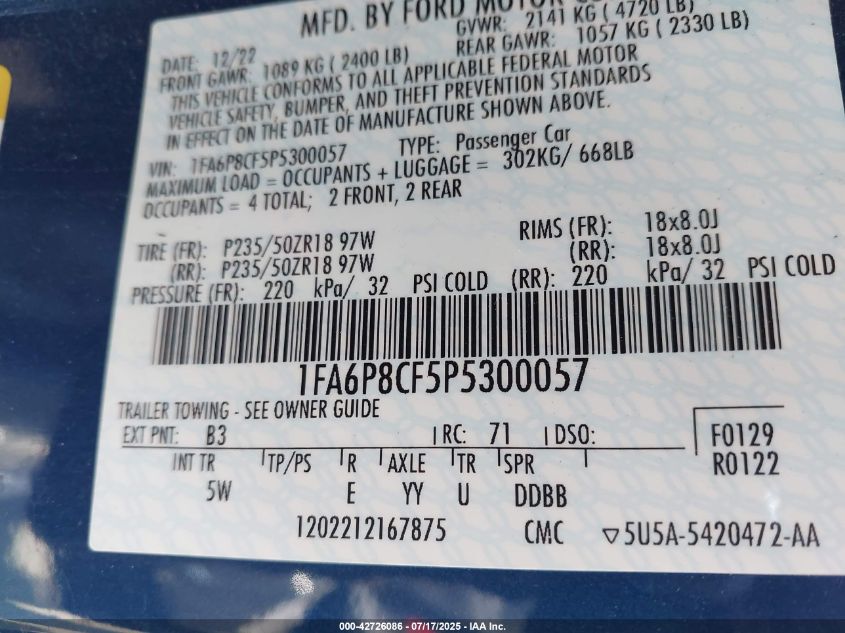 MFD. BY FORD MOTOR
DATE: 12/22 GVWR: 2141 KG ( 4720 LB)
FRONT GAWR: 1089 KG ( 2400 LB) REAR GAWR: 1057 KG ( 2330 LB)
THIS VEHICLE CONFORMS TO ALL APPLICABLE FEDERAL MOTOR
VEHICLE SAFETY, BUMPER, AND THEFT PREVENTION STANDARDS
IN EFFECT ON THE DATE OF MANUFACTURE SHOWN ABOVE.
VIN: 1FA6P8CF5P5300057 TYPE: Passenger Car
MAXIMUM LOAD = OCCUPANTS + LUGGAGE = 302KG/ 668LB
OCCUPANTS = 4 TOTAL; 2 FRONT, 2 REAR
TIRE (FR): P235/50ZR18 97W RIMS (FR): 18x8.0J
(RR): P235/50ZR18 97W (RR): 18x8.0J
PRESSURE (FR): 220 kPa/ 32 PSI COLD (RR): 220 kPa/ 32 PSI COLD
1FA6P8CF5P5300057
TRAILER TOWING - SEE OWNER GUIDE
EXT PNT: B3 RC: 71 DSO: F0129
INT TR TP/PS R AXLE TR SPR R0122
5W E YY U DDBB
1202212167875 CMC ▽5U5A-5420472-AA
000-42726086 - 07/17/2025 - IAA Inc.